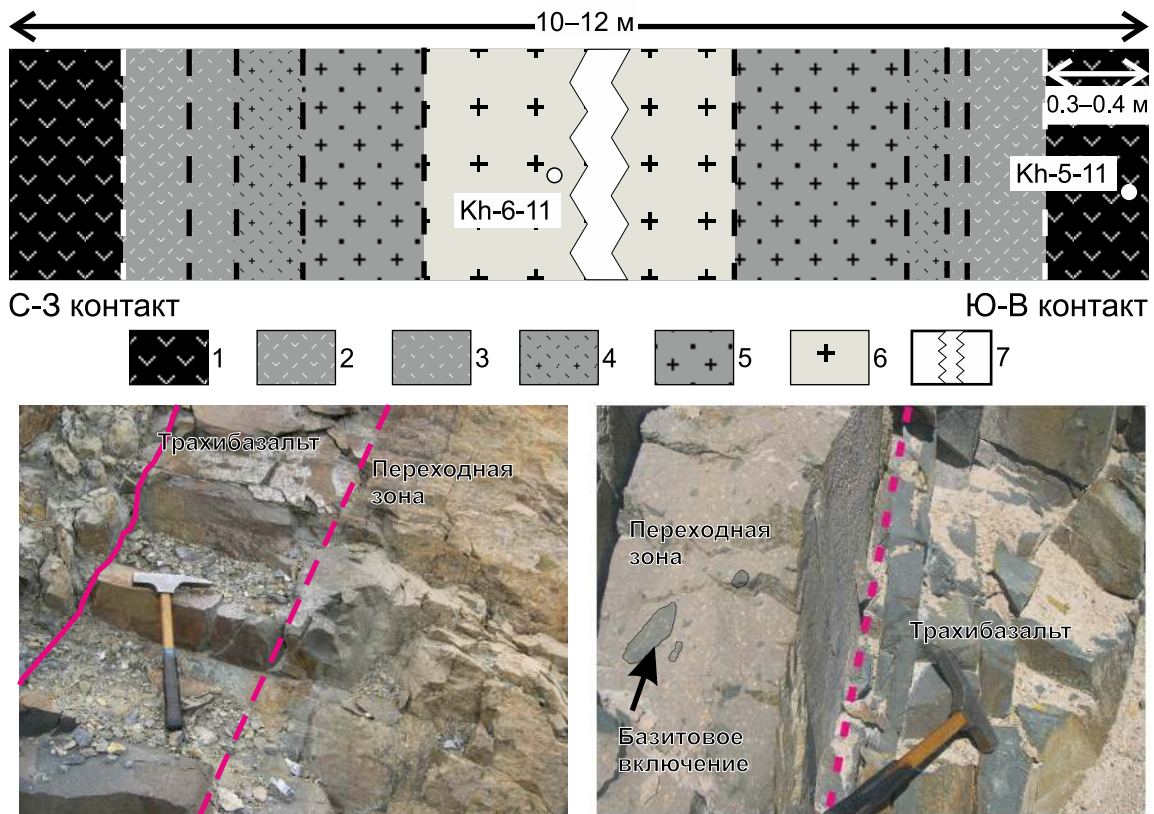 10–12 м
0.3–0.4 м
Kh-5-11
Kh-6-11
С-З контакт
Ю-В контакт
1
2
3
4
5
6
7
Трахибазальт
Переходная
зона
Переходная
зона
Трахибазальт
Базитовое
включение